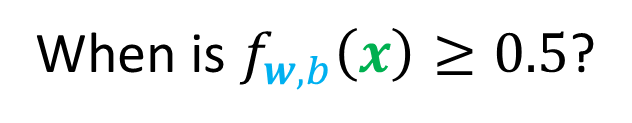 When is f_{w,b}(x) ≥ 0.5?